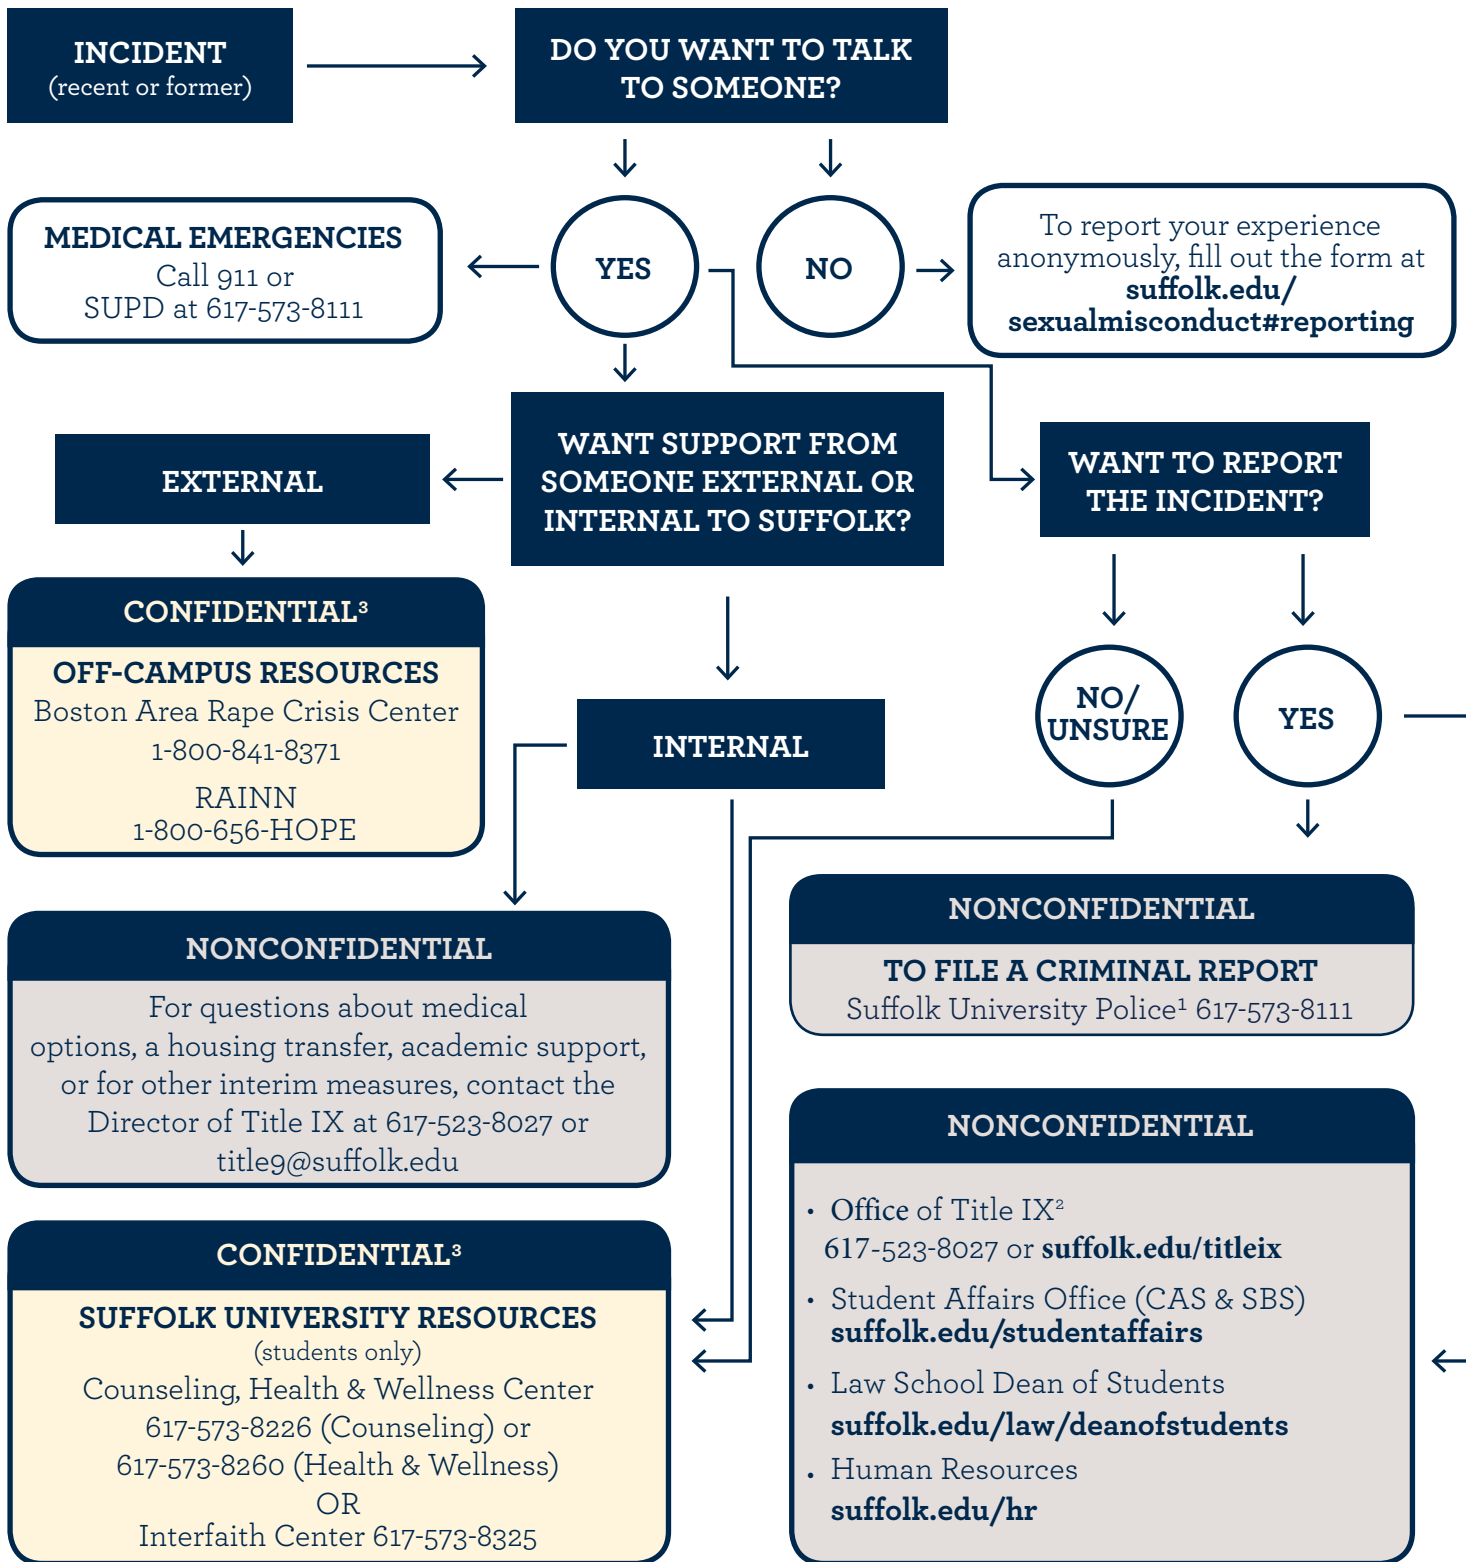 INCIDENT
(recent or former)
DO YOU WANT TO TALK
TO SOMEONE?
MEDICAL EMERGENCIES
Call 911 or
SUPD at 617-573-8111
YES
NO
To report your experience
anonymously, fill out the form at
suffolk.edu/
sexualmisconduct#reporting
EXTERNAL
WANT SUPPORT FROM
SOMEONE EXTERNAL OR
INTERNAL TO SUFFOLK?
WANT TO REPORT
THE INCIDENT?
CONFIDENTIAL³
OFF-CAMPUS RESOURCES
Boston Area Rape Crisis Center
1-800-841-8371
RAINN
1-800-656-HOPE
INTERNAL
NO/
UNSURE
YES
NONCONFIDENTIAL
For questions about medical
options, a housing transfer, academic support,
or for other interim measures, contact the
Director of Title IX at 617-523-8027 or
title9@suffolk.edu
NONCONFIDENTIAL
TO FILE A CRIMINAL REPORT
Suffolk University Police¹ 617-573-8111
CONFIDENTIAL³
SUFFOLK UNIVERSITY RESOURCES
(students only)
Counseling, Health & Wellness Center
617-573-8226 (Counseling) or
617-573-8260 (Health & Wellness)
OR
Interfaith Center 617-573-8325
NONCONFIDENTIAL
• Office of Title IX²
617-523-8027 or suffolk.edu/titleix
• Student Affairs Office (CAS & SBS)
suffolk.edu/studentaffairs
• Law School Dean of Students
suffolk.edu/law/deanofstudents
• Human Resources
suffolk.edu/hr